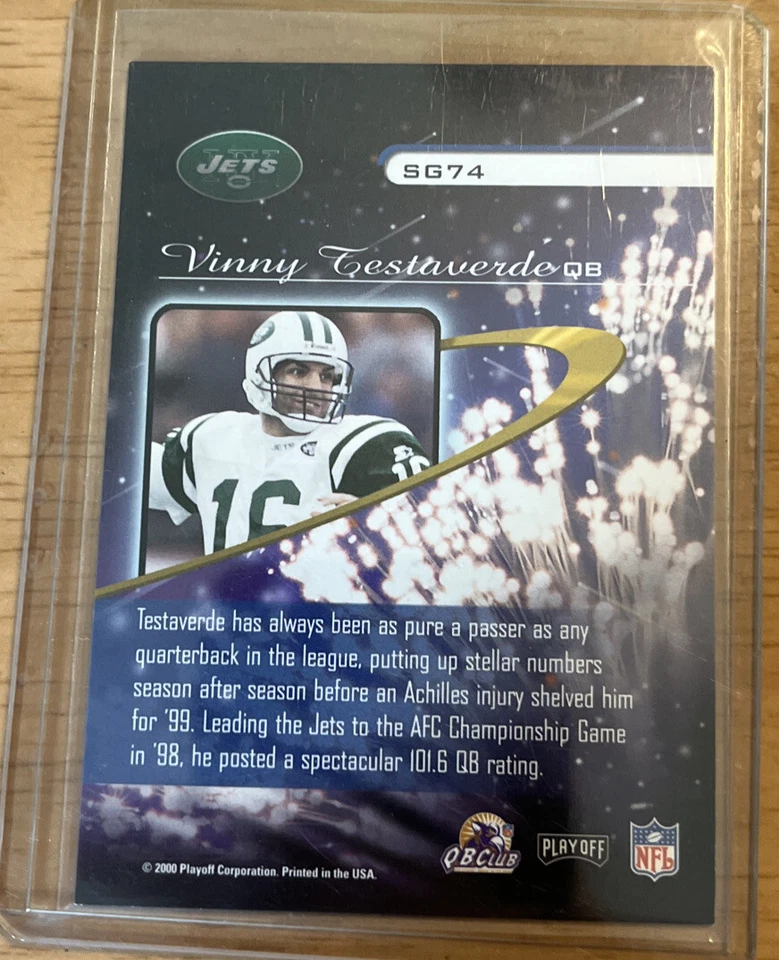 JETS
SG74
Vinny Testaverde QB
JETS
16
16
Testaverde has always been as pure a passer as any
quarterback in the league, putting up stellar numbers
season after season before an Achilles injury shelved him
for '99. Leading the Jets to the AFC Championship Game
in '98, he posted a spectacular 101.6 QB rating.
QB CLUB
PLAYOFF
NFL
© 2000 Playoff Corporation. Printed in the USA.